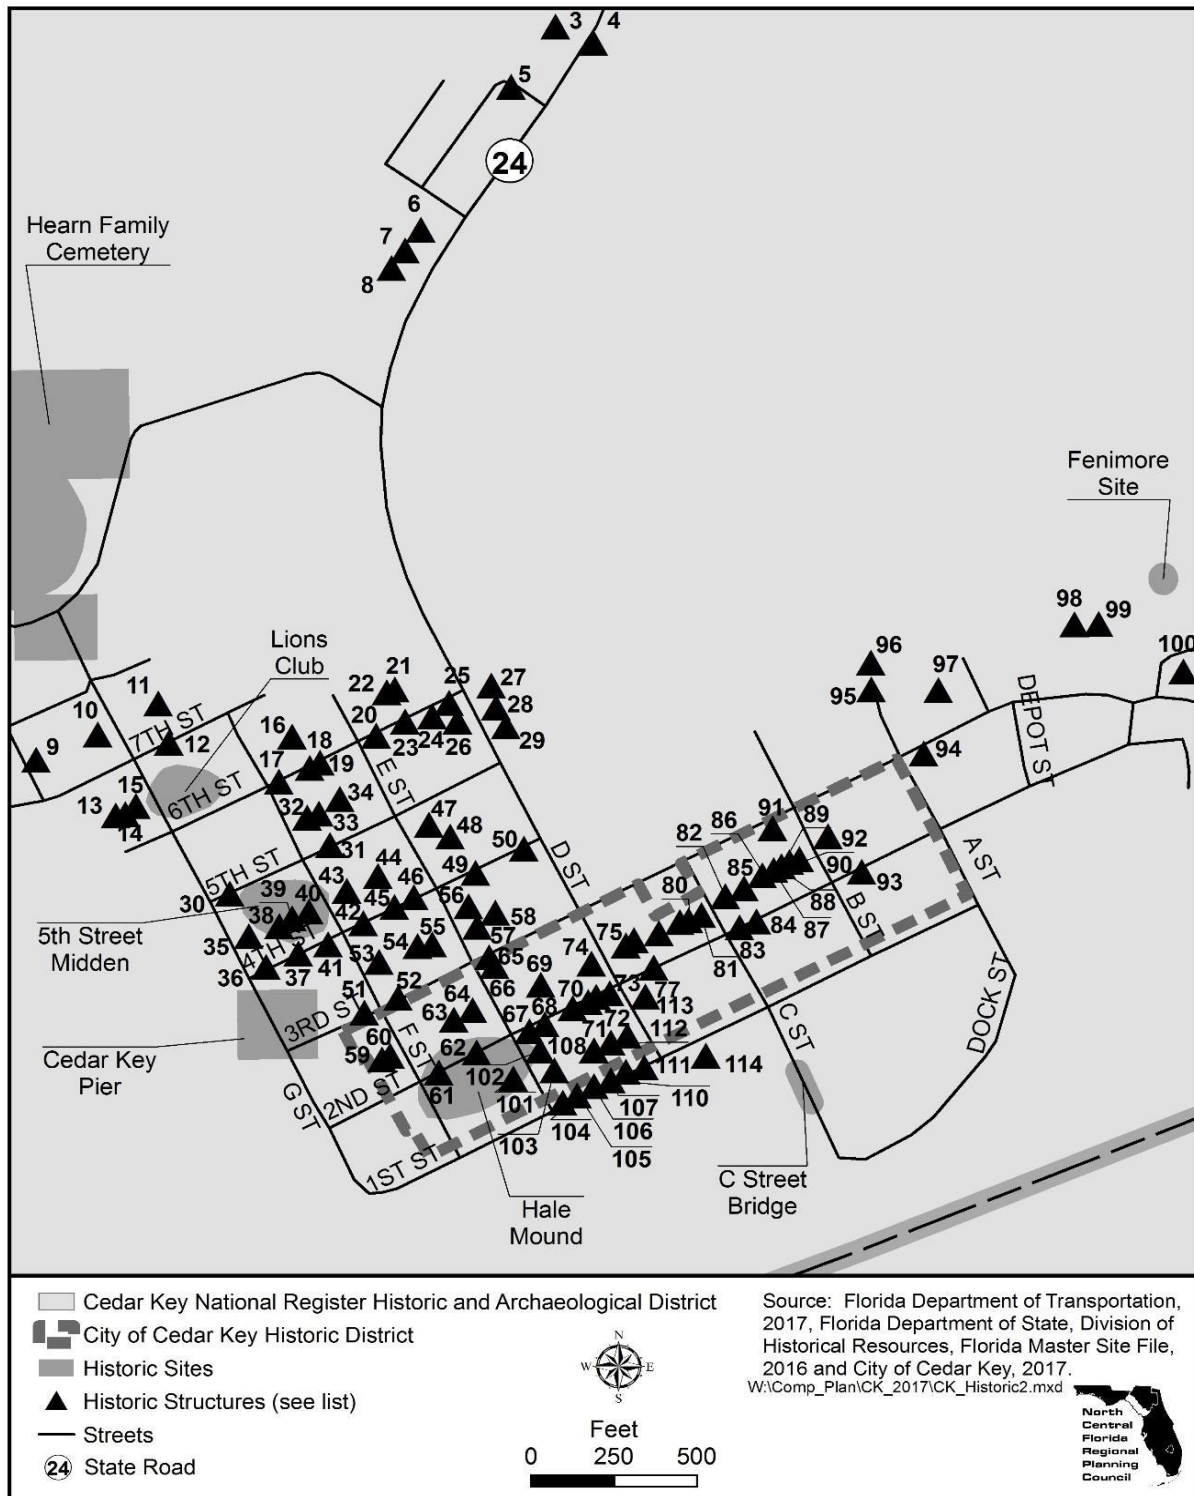 3
4
5
24
6
7
8
Hearn Family
Cemetery
Fenimore
Site
98
99
100
96
95
97
94
Lions
Club
21
22
25
27
28
29
20
23
24
26
11
10
9
12
7TH ST
16
18
17
19
E ST
DEPOT ST
15
13
14
6TH ST
32
34
33
31
47
48
50
D ST
91
89
86
82
92
85
90
93
88
87
A ST
B ST
5TH ST
30
39
40
38
43
44
46
45
42
49
56
58
57
80
81
84
83
5th Street
Midden
35
4TH ST
36
37
41
54
55
53
52
51
65
66
75
74
73
77
113
69
70
68
67
71
72
112
64
63
62
108
3RD ST
60
59
F ST
61
102
101
103
111
114
110
107
106
104
105
C ST
DOCK ST
Cedar Key
Pier
G ST
2ND ST
1ST ST
Hale
Mound
C Street
Bridge
Cedar Key National Register Historic and Archaeological District
City of Cedar Key Historic District
Historic Sites
Historic Structures (see list)
Streets
24 State Road
N
W E
S
Feet
0 250 500
Source: Florida Department of Transportation,
2017, Florida Department of State, Division of
Historical Resources, Florida Master Site File,
2016 and City of Cedar Key, 2017.
W:\Comp_Plan\CK_2017\CK_Historic2.mxd
North
Central
Florida
Regional
Planning
Council